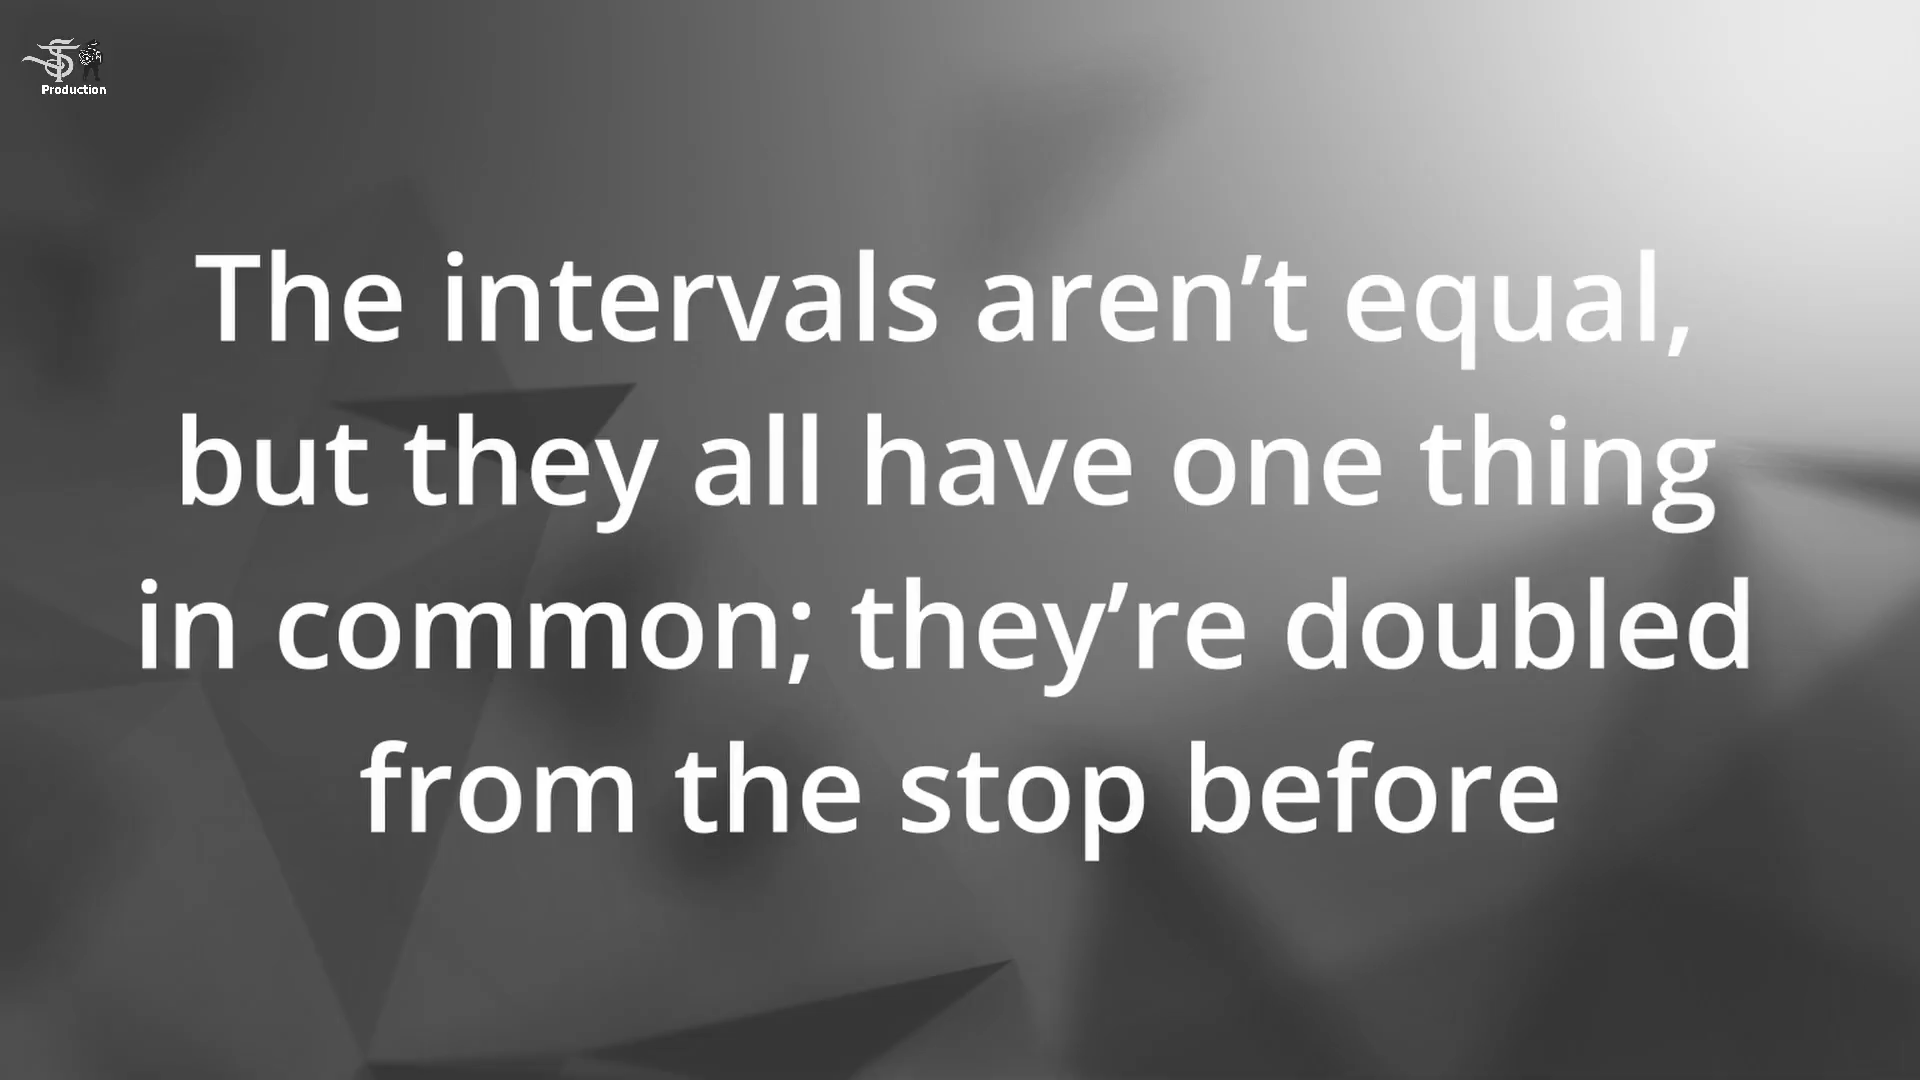 Production
The intervals aren’t equal,
but they all have one thing
in common; they’re doubled
from the stop before